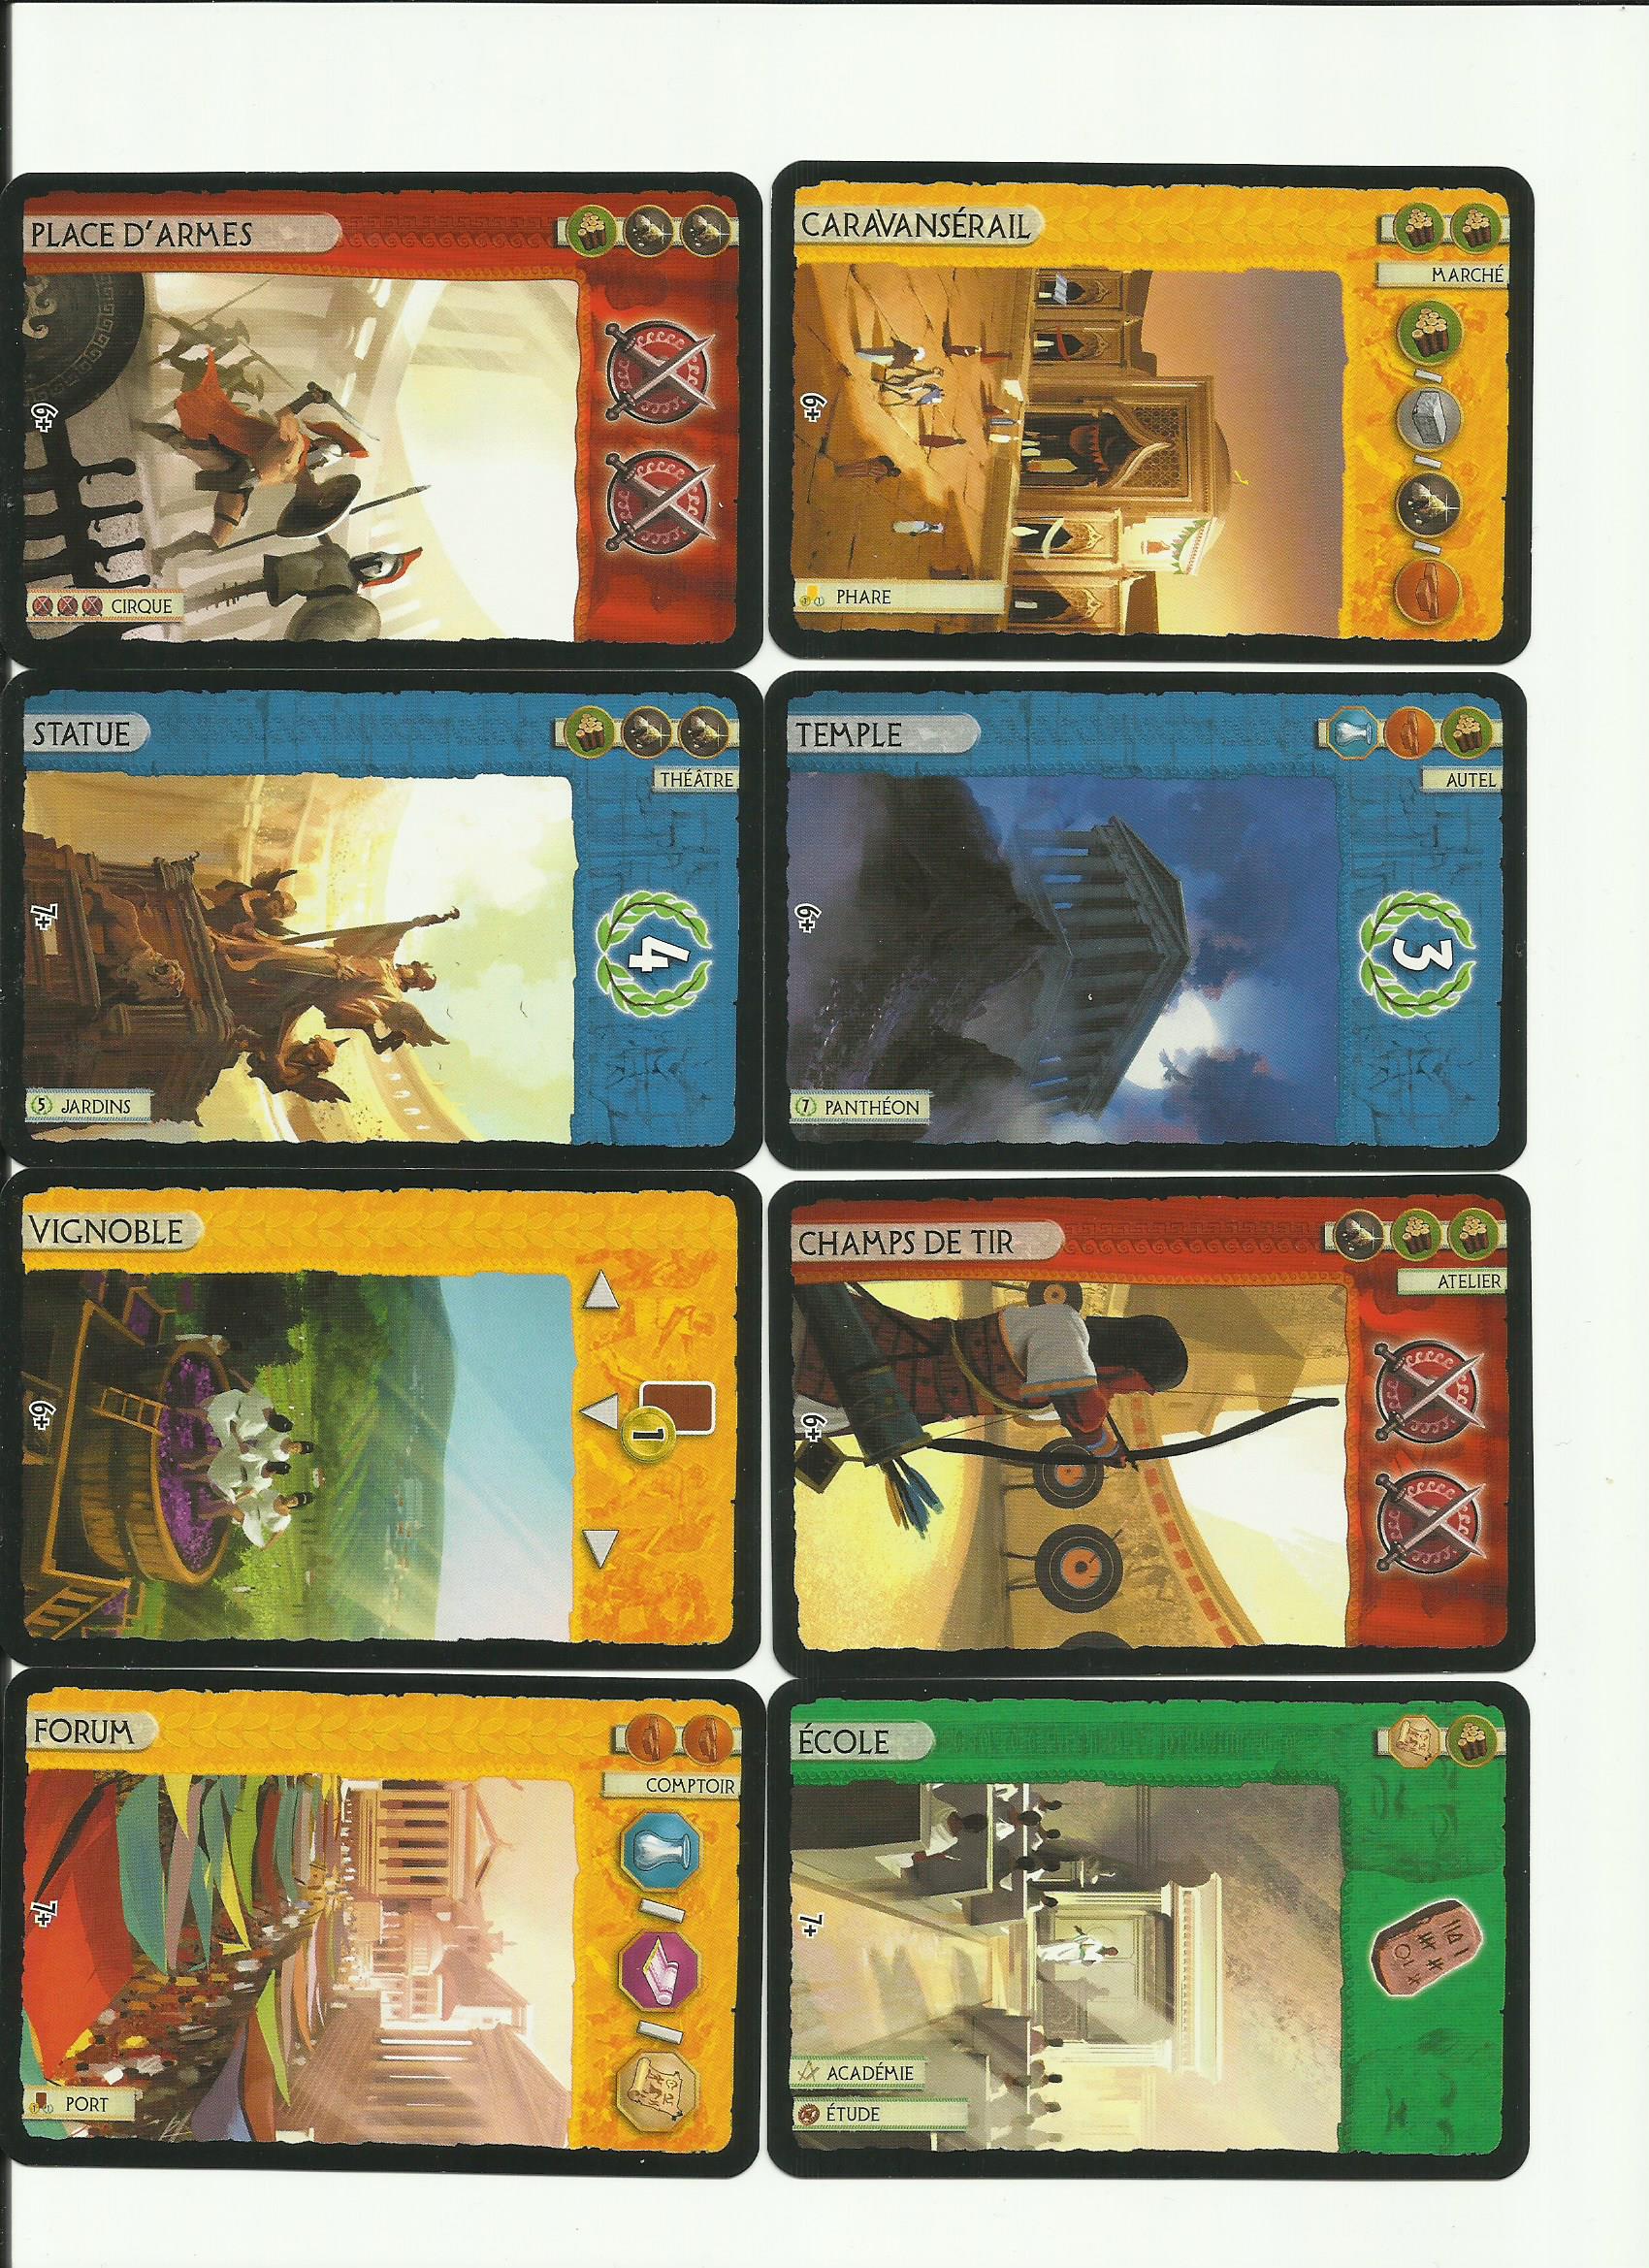 PLACE D'ARMES
6+
CIRQUE
CARAVANSÉRAIL
MARCHÉ
6+
PHARE
STATUE
THÉÂTRE
4
7+
5 JARDINS
TEMPLE
AUTEL
3
6+
7 PANTHÉON
VIGNOBLE
1
6+
CHAMPS DE TIR
ATELIER
6+
FORUM
COMPTOIR
7+
PORT
ÉCOLE
7+
ACADÉMIE
ÉTUDE